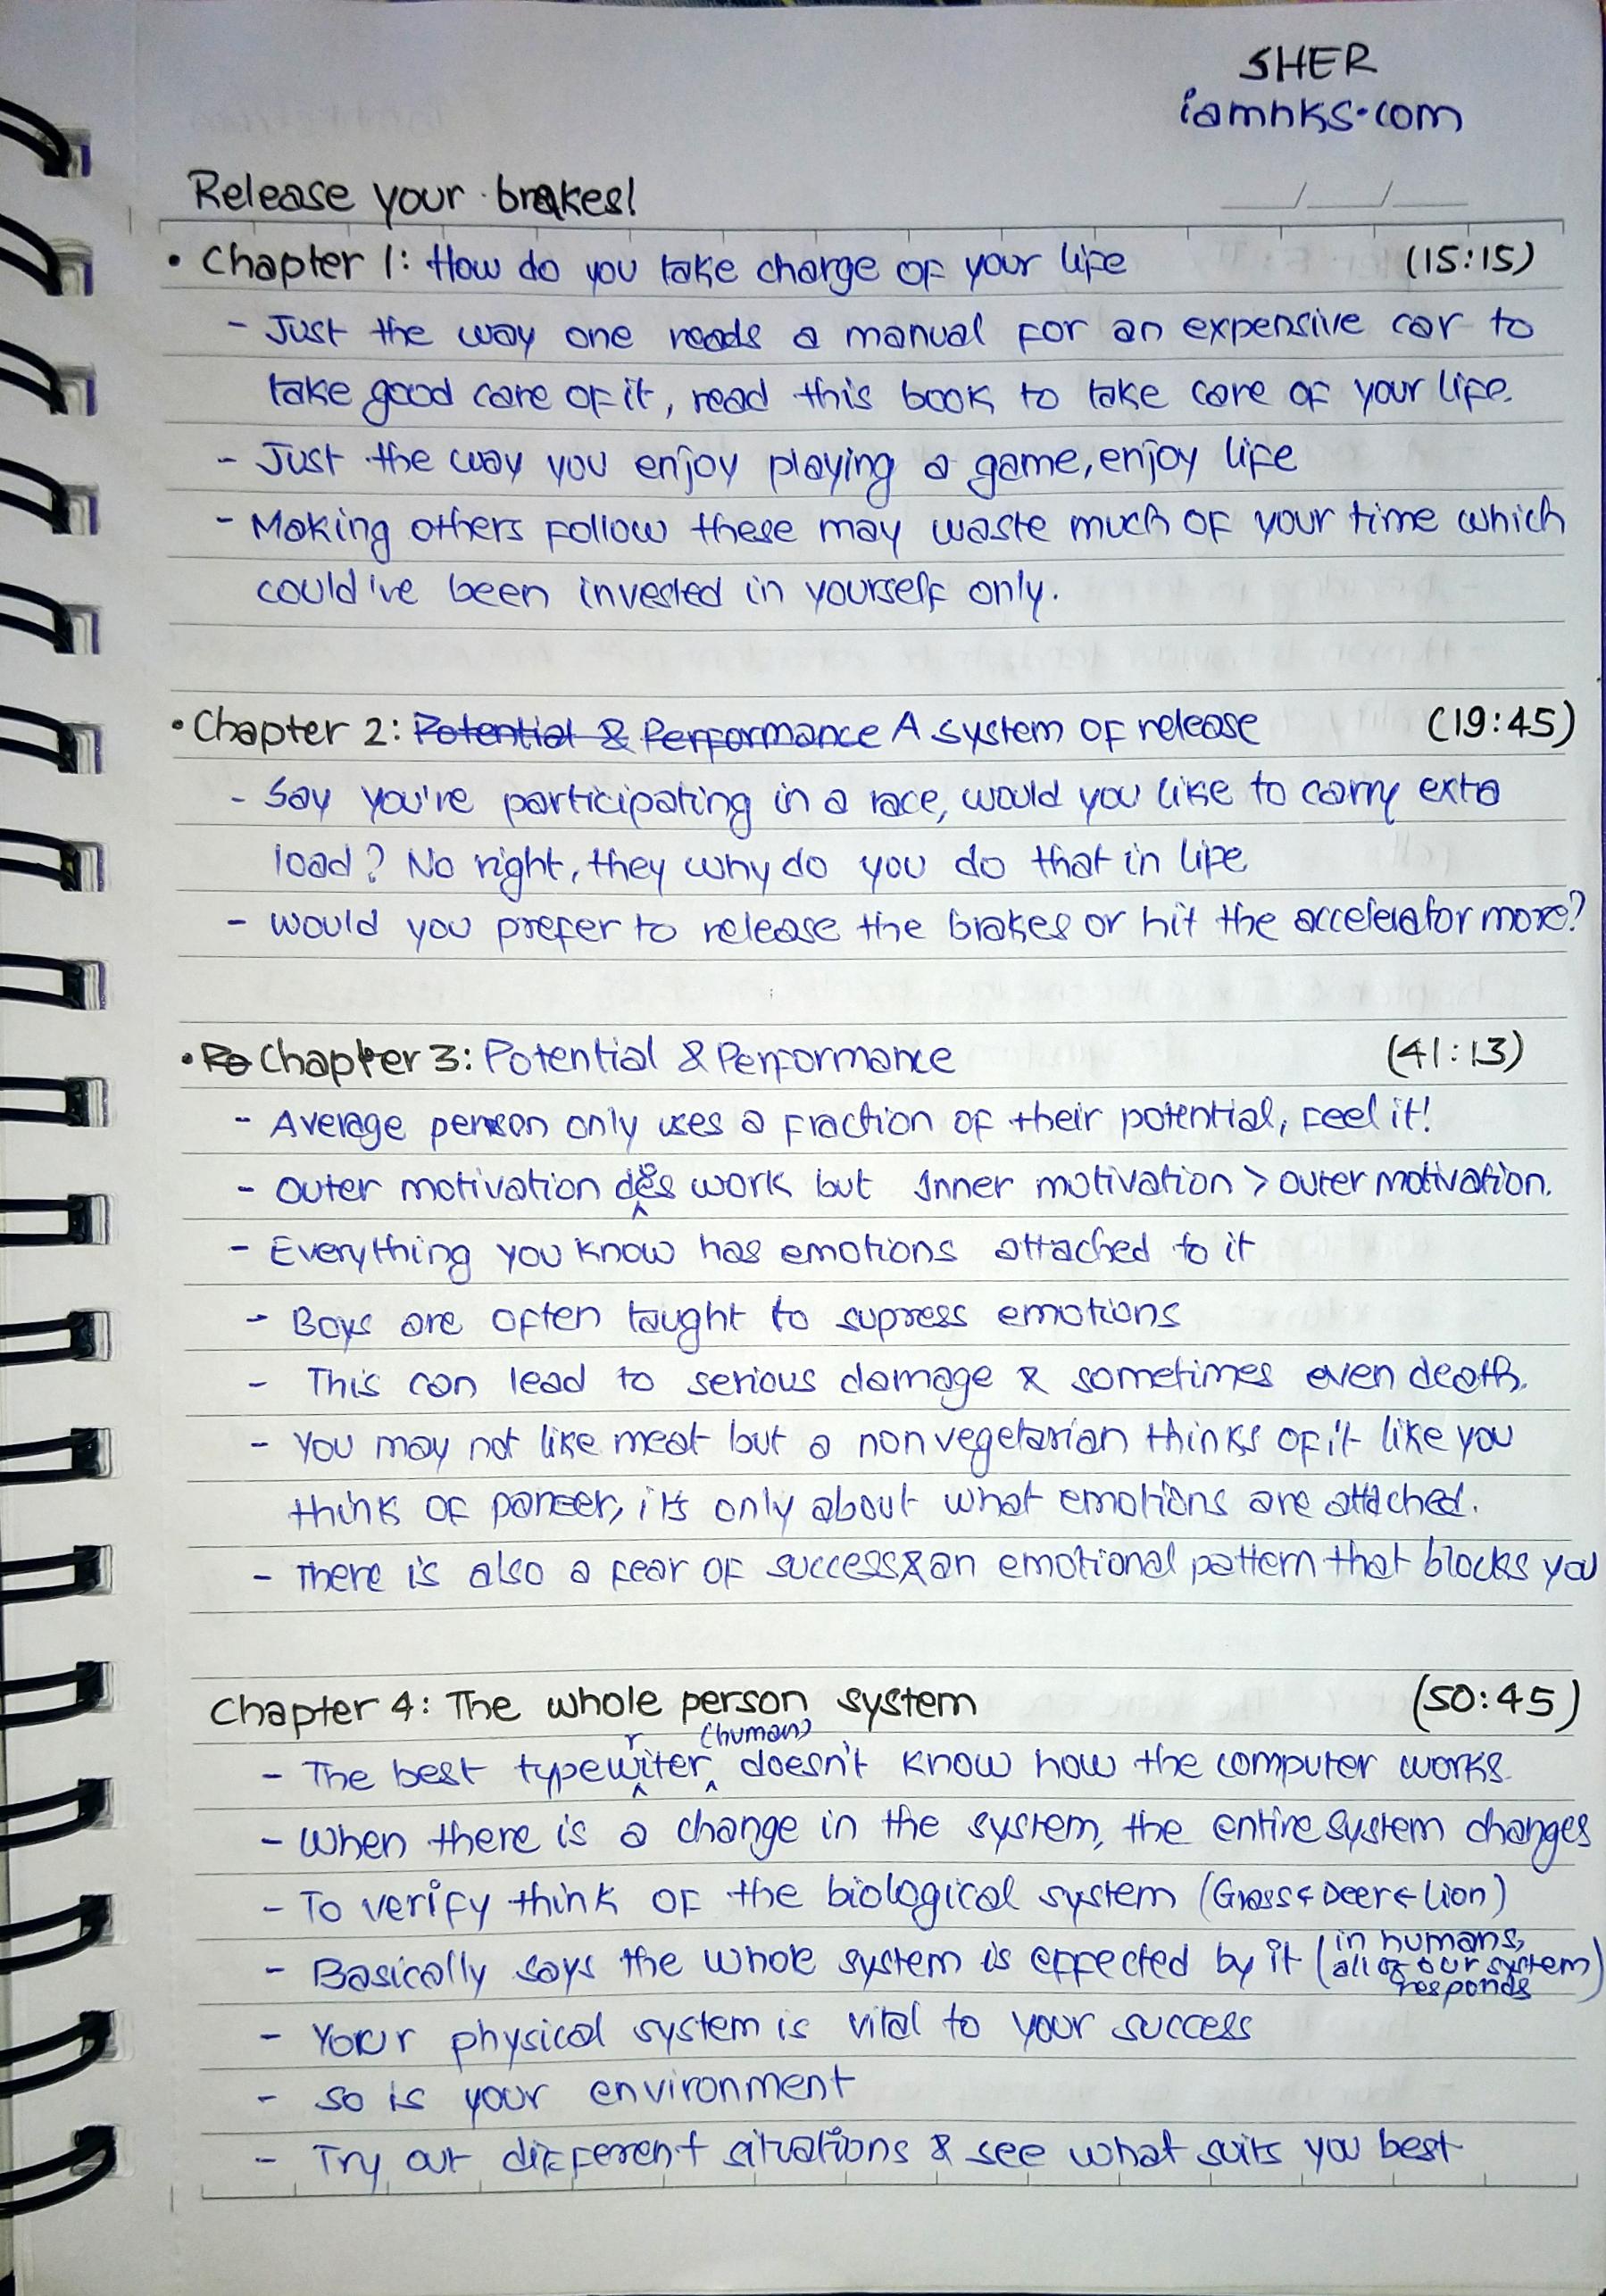 SHER
iamnks.com
Release your brakes!
• Chapter 1: How do you take charge of your life (15:15)
- Just the way one reads a manual for an expensive car to
take good care of it, read this book to take care of your life.
- Just the way you enjoy playing a game, enjoy life
- Making others follow these may waste much of your time which
could've been invested in yourself only.
• Chapter 2: Potential & Performance A system of release (19:45)
- Say you're participating in a race, would you like to carry exta
load? No right, they why do you do that in life
- would you prefer to release the brakes or hit the accelerator more?
• Po Chapter 3: Potential & Performance (41:13)
- Average person only uses a fraction of their potential, feel it!
- Outer motivation does work but Inner motivation > outer motivation.
- Everything you know has emotions attached to it
- Boys are often taught to supress emotions
- This can lead to serious damage & sometimes even death.
- You may not like meat but a non vegetarian thinks of it like you
think of paneer, it's only about what emotions are attached.
- There is also a fear of success & an emotional pattern that blocks you
Chapter 4: The whole person system (50:45)
- The best typewriter (human) doesn't know how the computer works.
- When there is a change in the system, the entire system changes
- To verify think of the biological system (Grass ← Deer ← Lion)
- Basically says the whole system is effected by it (in humans, all of our system responds)
- Your physical system is vital to your success
- So is your environment
- Try out different situations & see what suits you best